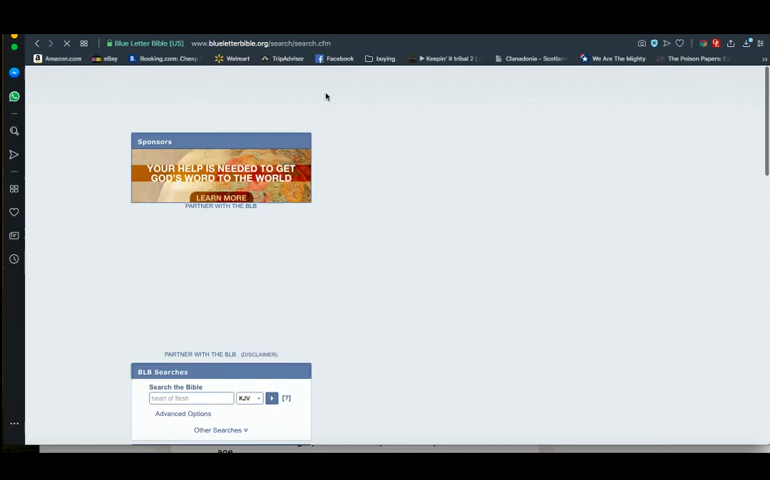 Blue Letter Bible [US] www.blueletterbible.org/search/search.cfm
Amazon.com eBay Booking.com: Cheap Walmart TripAdvisor Facebook buying Keepin' it tribal 2 Clanadonia - Scotla We Are The Mighty The Poison Papers: E
Sponsors
YOUR HELP IS NEEDED TO GET
GOD'S WORD TO THE WORLD
LEARN MORE
PARTNER WITH THE BLB
PARTNER WITH THE BLB (DISCLAIMER)
BLB Searches
Search the Bible
heart of flesh KJV [?]
Advanced Options
Other Searches
age